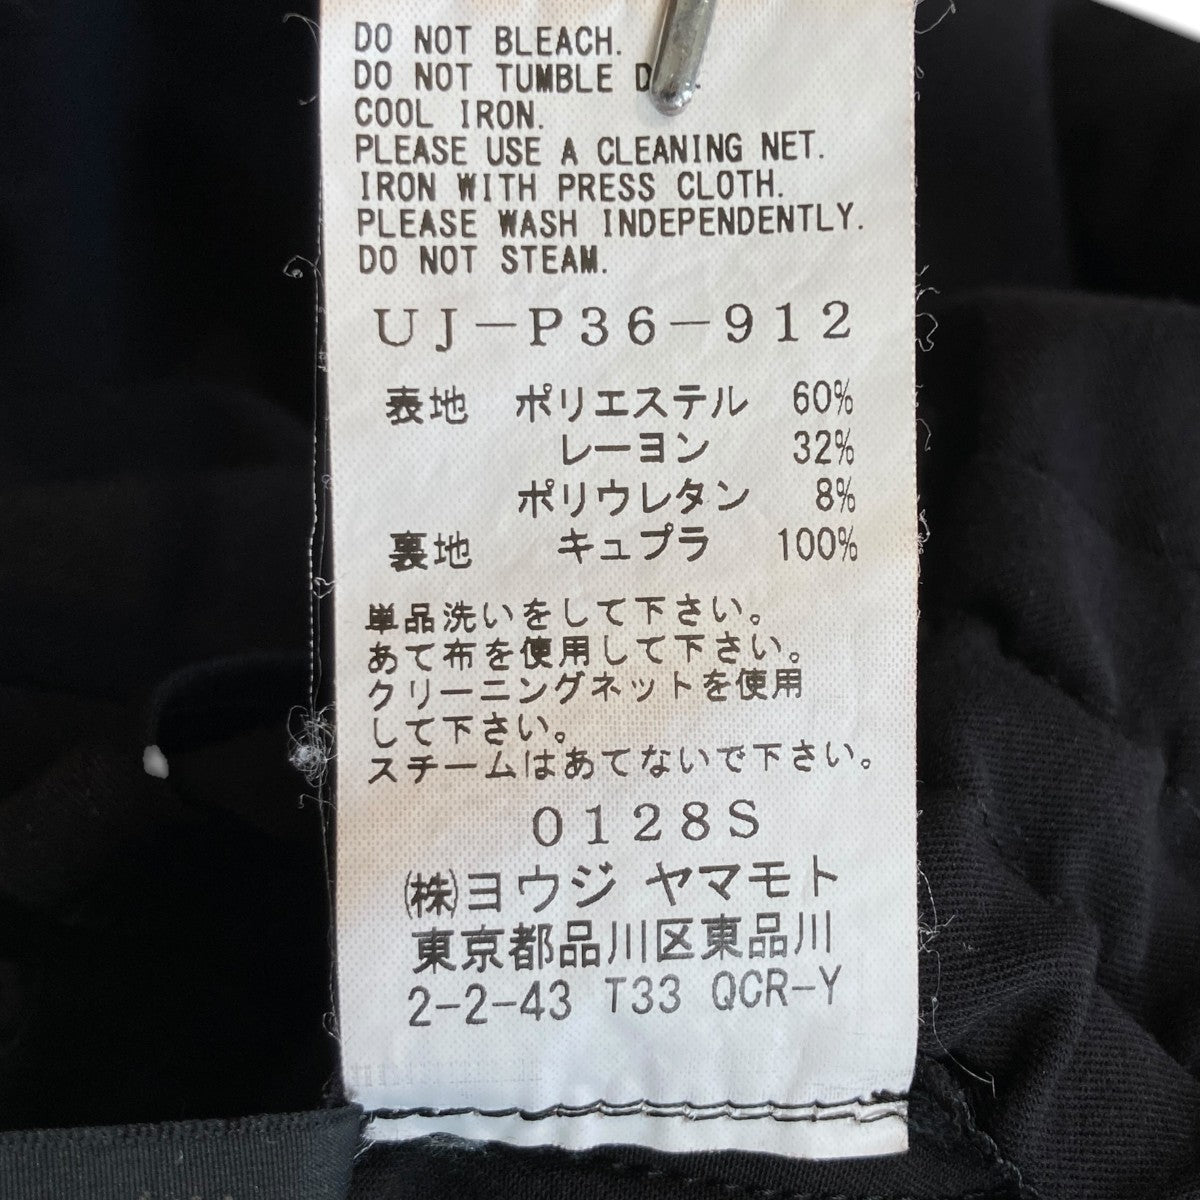 DO NOT BLEACH.
DO NOT TUMBLE
COOL IRON.
PLEASE USE A CLEANING NET.
IRON WITH PRESS CLOTH.
PLEASE WASH INDEPENDENTLY.
DO NOT STEAM.
UJ-P36-912
表地 ポリエステル 60%
レーヨン 32%
ポリウレタン 8%
裏地 キュプラ 100%
単品洗いをして下さい。
あて布を使用して下さい。
クリーニングネットを使用
して下さい。
スチームはあてないで下さい。
0128S
㈱ヨウジ ヤマモト
東京都品川区東品川
2-2-43 T33 QCR-Y